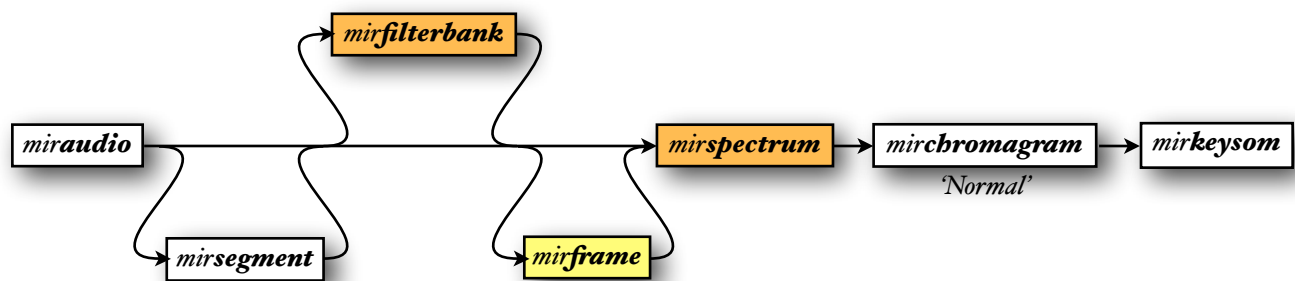 mirfilterbank
miraudio
mirspectrum
mirchromagram
mirkeysom
‘Normal’
mirsegment
mirframe